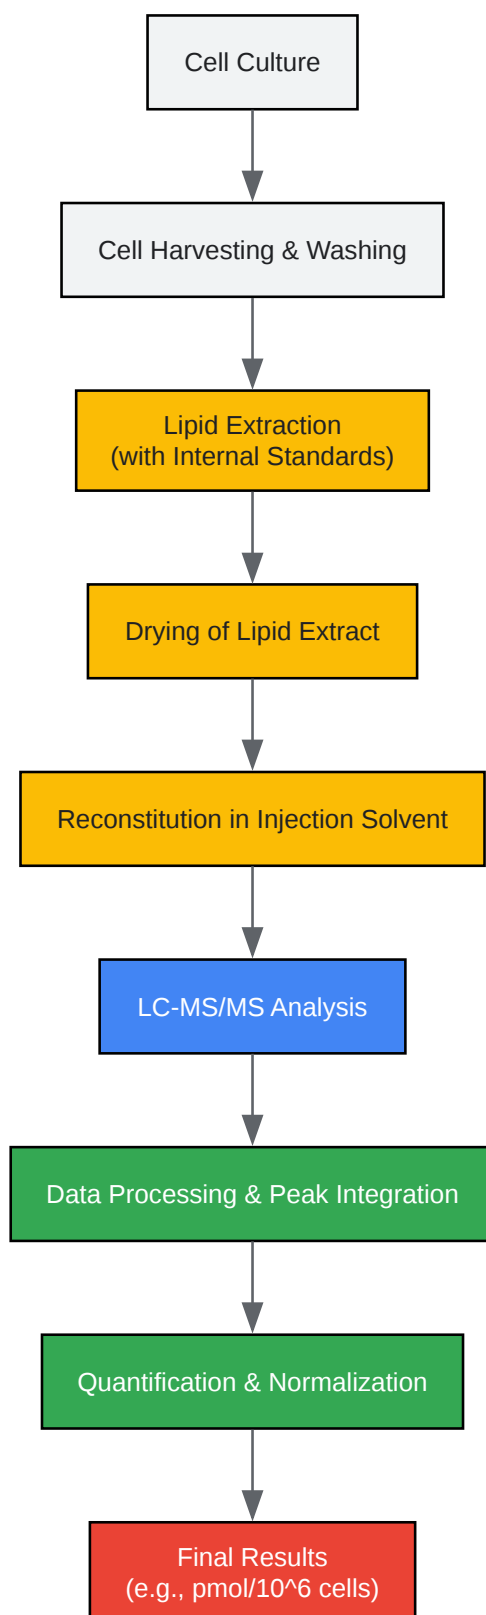 Cell Culture
Cell Harvesting & Washing
Lipid Extraction
(with Internal Standards)
Drying of Lipid Extract
Reconstitution in Injection Solvent
LC-MS/MS Analysis
Data Processing & Peak Integration
Quantification & Normalization
Final Results
(e.g., pmol/10^6 cells)